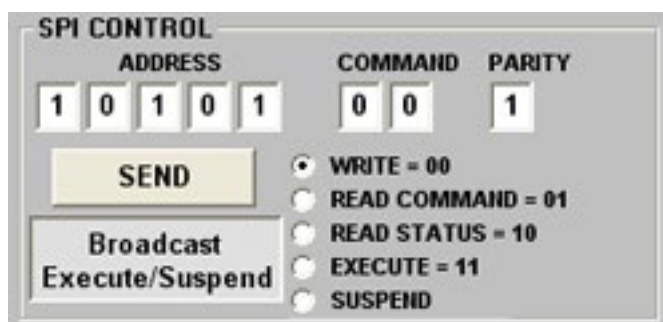 SPI CONTROL
ADDRESS COMMAND PARITY
1 0 1 0 1 0 0 1
SEND
WRITE = 00
READ COMMAND = 01
READ STATUS = 10
EXECUTE = 11
SUSPEND
Broadcast
Execute/Suspend